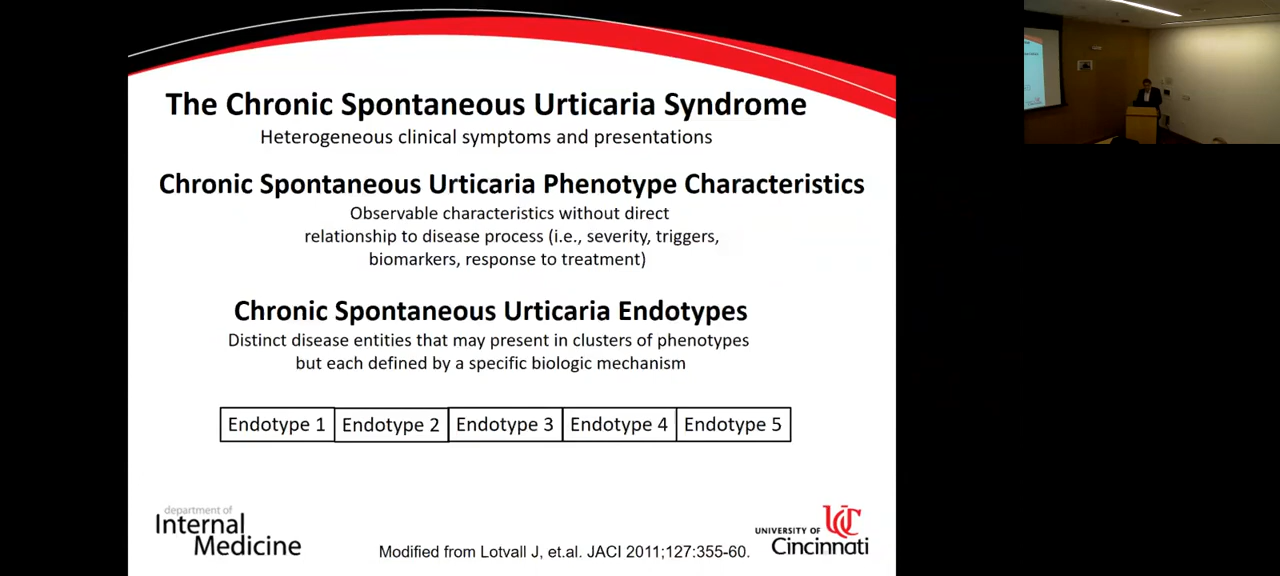 The Chronic Spontaneous Urticaria Syndrome
Heterogeneous clinical symptoms and presentations
Chronic Spontaneous Urticaria Phenotype Characteristics
Observable characteristics without direct
relationship to disease process (i.e., severity, triggers,
biomarkers, response to treatment)
Chronic Spontaneous Urticaria Endotypes
Distinct disease entities that may present in clusters of phenotypes
but each defined by a specific biologic mechanism
Endotype 1 Endotype 2 Endotype 3 Endotype 4 Endotype 5
department of
Internal
Medicine
Modified from Lotvall J, et.al. JACI 2011;127:355-60.
UNIVERSITY OF UC
Cincinnati